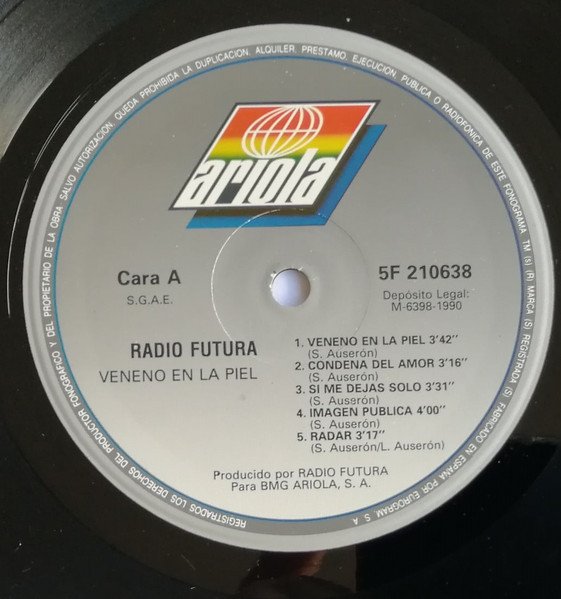 REGISTRADOS LOS DERECHOS DEL PRODUCTOR FONOGRAFICO Y DEL PROPIETARIO DE LA OBRA. SALVO AUTORIZACION, QUEDA PROHIBIDA LA DUPLICACION, ALQUILER, PRESTAMO, EJECUCION, PUBLICA O RADIOFONICA DE ESTE FONOGRAMA TM (s) (R) MARCA (S) REGISTRADA (S) FABRICADO EN ESPAÑA POR EUROGRAM, S. A.
ariola
Cara A
S.G.A.E.
5F 210638
Depósito Legal:
M-6398-1990
RADIO FUTURA
VENENO EN LA PIEL
1. VENENO EN LA PIEL 3'42"
(S. Auserón)
2. CONDENA DEL AMOR 3'16"
(S. Auserón)
3. SI ME DEJAS SOLO 3'31"
(S. Auserón)
4. IMAGEN PUBLICA 4'00"
(S. Auserón)
5. RADAR 3'17"
(S. Auserón/L. Auserón)
Producido por RADIO FUTURA
Para BMG ARIOLA, S. A.